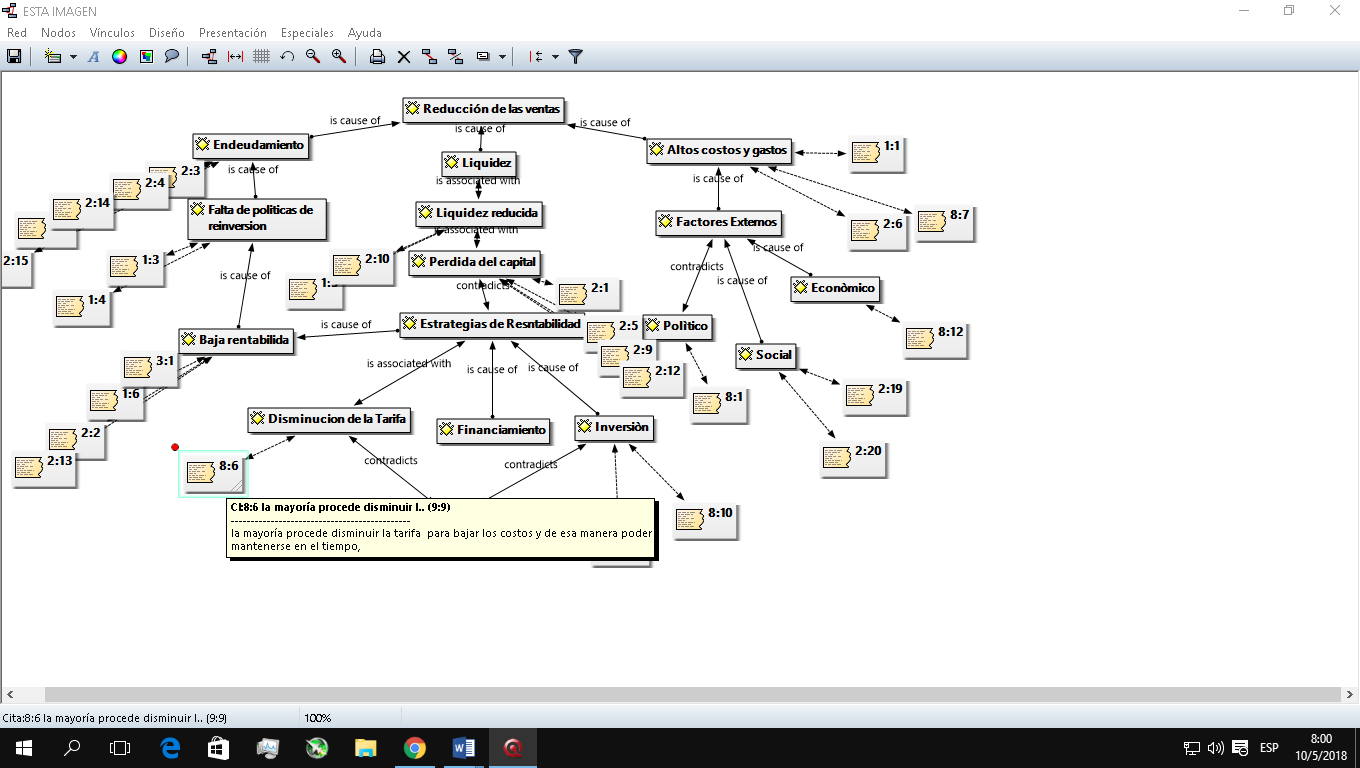 ESTA IMAGEN
Red Nodos Vínculos Diseño Presentación Especiales Ayuda
Reducción de las ventas
is cause of
is cause of
is cause of
Endeudamiento
Liquidez
Altos costos y gastos
1:1
2:3
is cause of
is associated with
is cause of
2:4
2:14
Falta de politicas de
reinversion
Liquidez reducida
Factores Externos
2:6
8:7
is associated with
is cause of
2:15
1:3
2:10
Perdida del capital
contradicts
is cause of
is cause of
contradicts
2:1
Econòmico
1:4
is cause of
Estrategias de Resntabilidad
2:5
Polìtico
8:12
Baja rentabilida
2:9
Social
3:1
is associated with
is cause of
is cause of
2:12
1:6
2:19
8:1
2:2
Disminucion de la Tarifa
Financiamiento
Inversiòn
2:13
8:6
contradicts
contradicts
2:20
8:10
CI:8:6 la mayoría procede disminuir l.. (9:9)
---------------------------------------------
la mayoría procede disminuir la tarifa para bajar los costos y de esa manera poder
mantenerse en el tiempo,
Cita:8:6 la mayoría procede disminuir l.. (9:9)
100%
ESP
8:00
10/5/2018